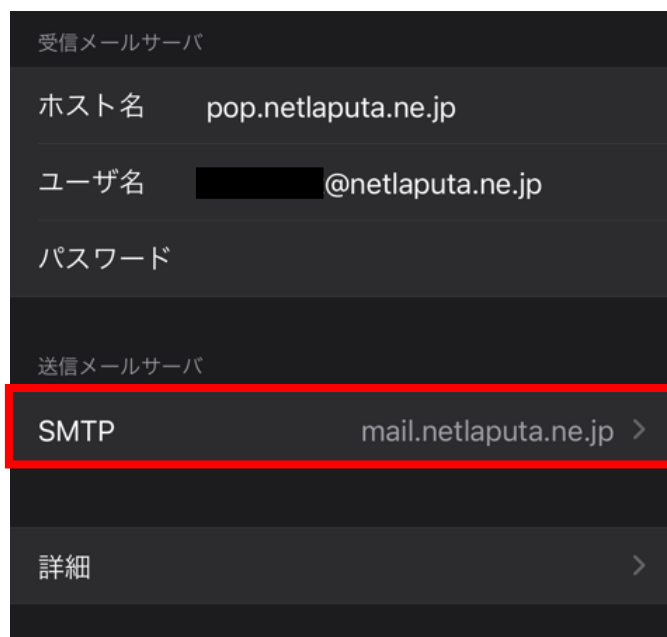 受信メールサーバ
ホスト名 pop.netlaputa.ne.jp
ユーザ名 @netlaputa.ne.jp
パスワード
送信メールサーバ
SMTP mail.netlaputa.ne.jp >
詳細 >